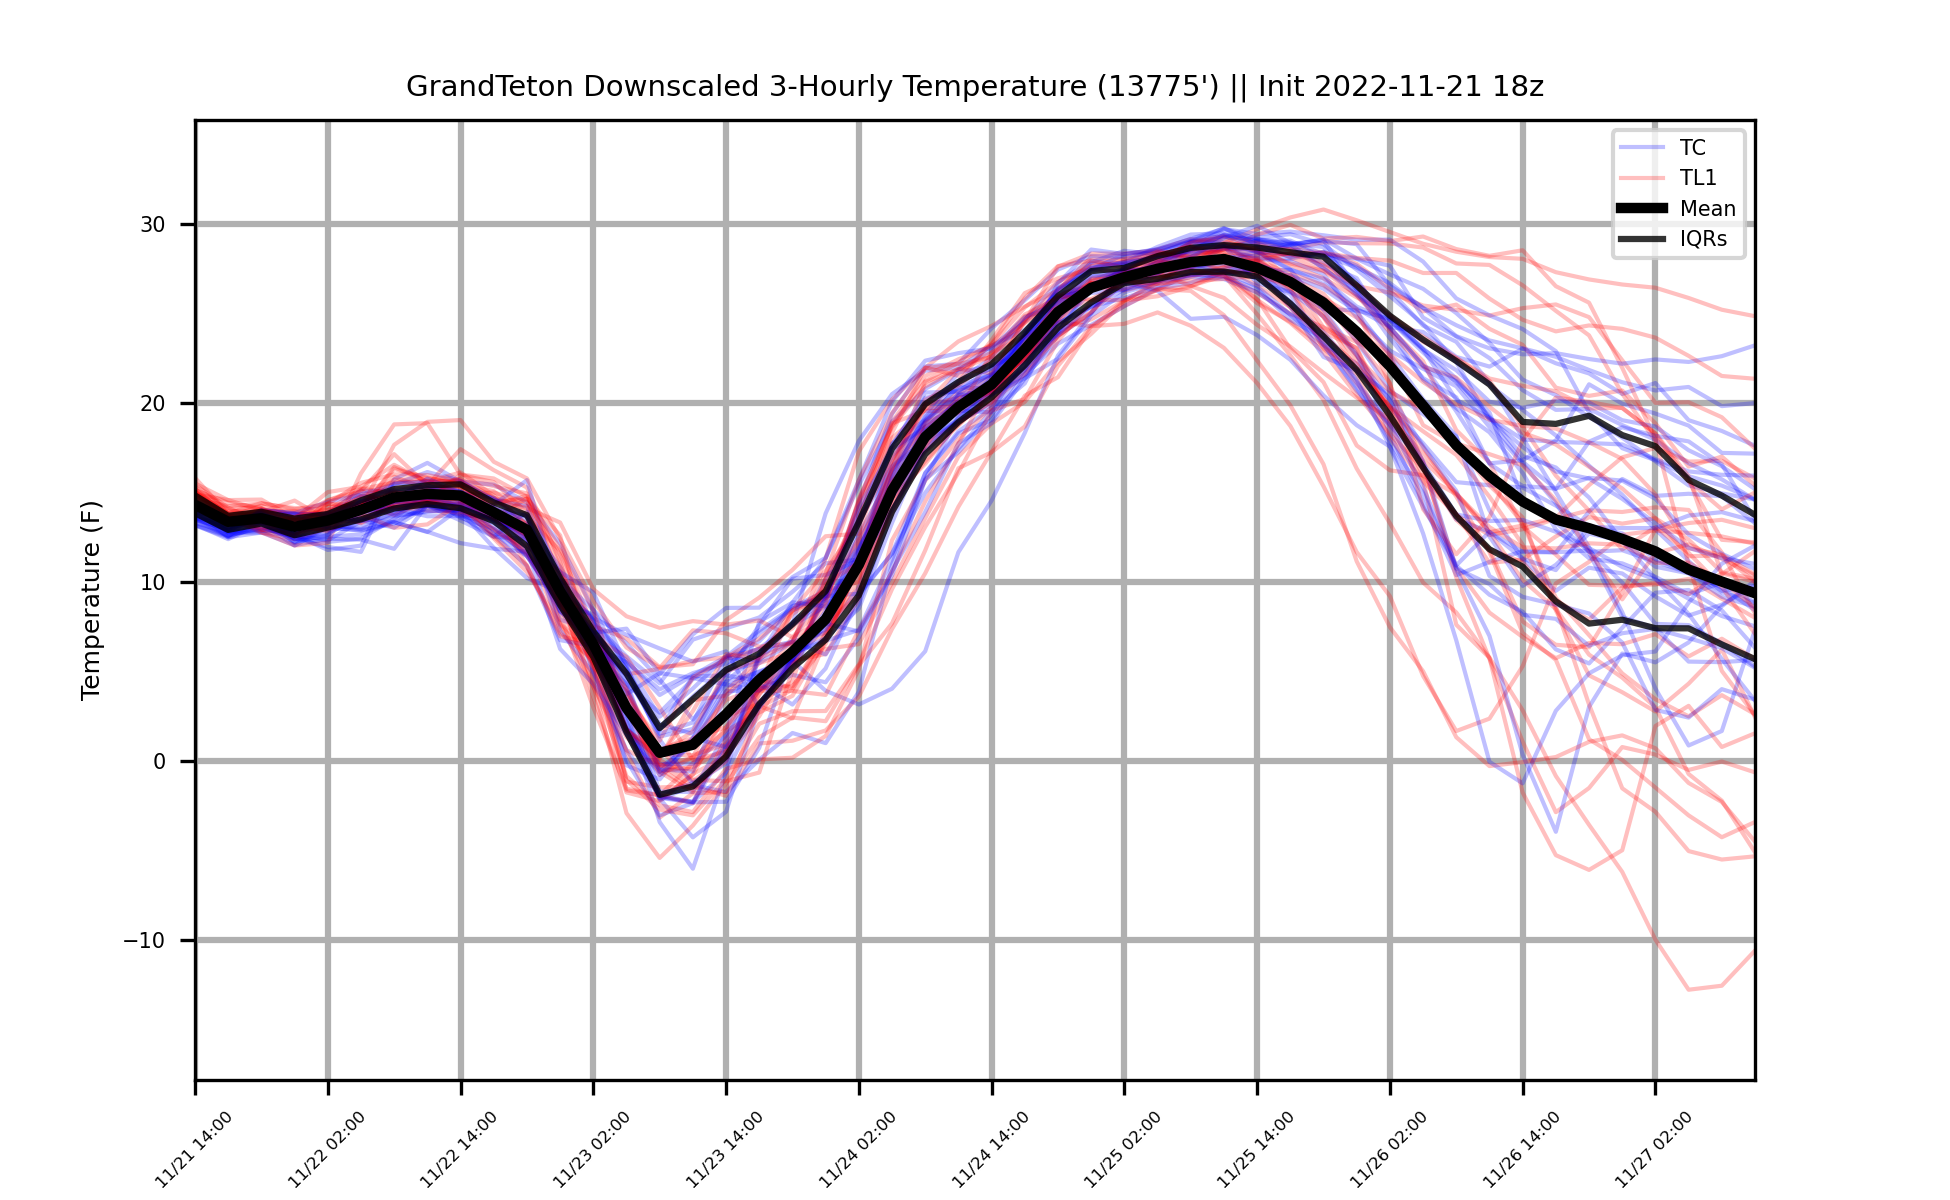 GrandTeton Downscaled 3-Hourly Temperature (13775') || Init 2022-11-21 18z
TC
TL1
Mean
IQRs
Temperature (F)
30
20
10
0
−10
11/21 14:00
11/22 02:00
11/22 14:00
11/23 02:00
11/23 14:00
11/24 02:00
11/24 14:00
11/25 02:00
11/25 14:00
11/26 02:00
11/26 14:00
11/27 02:00